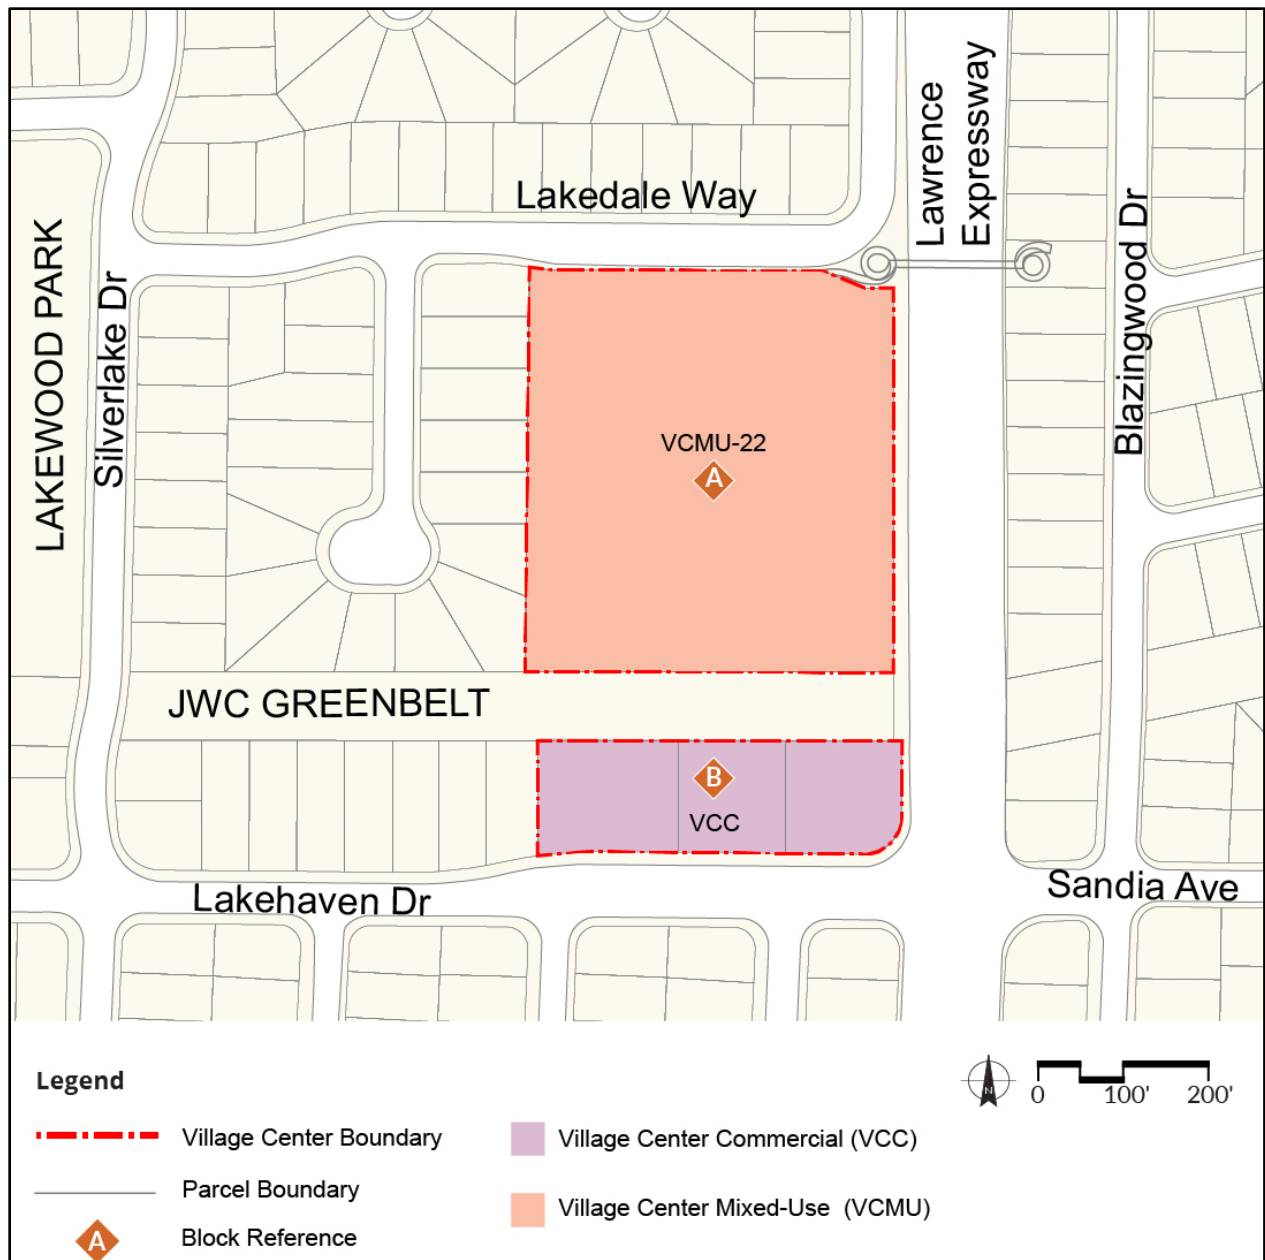 Lakedale Way
Lawrence
Expressway
LAKEWOOD PARK
Silverlake Dr
Blazingwood Dr
VCMU-22
A
JWC GREENBELT
B
VCC
Lakehaven Dr
Sandia Ave
Legend
N
0 100' 200'
Village Center Boundary
Village Center Commercial (VCC)
Parcel Boundary
Village Center Mixed-Use (VCMU)
A
Block Reference